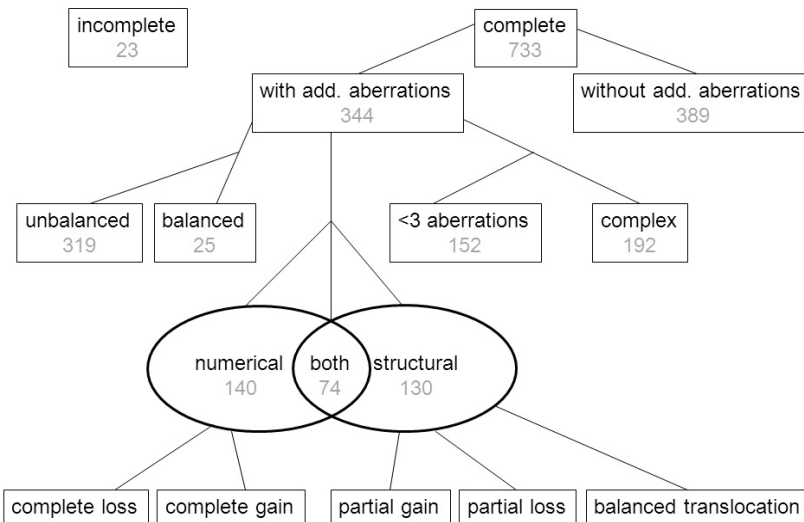 incomplete
23
complete
733
with add. aberrations
344
without add. aberrations
389
unbalanced
319
balanced
25
<3 aberrations
152
complex
192
numerical
140
both
74
structural
130
complete loss
complete gain
partial gain
partial loss
balanced translocation